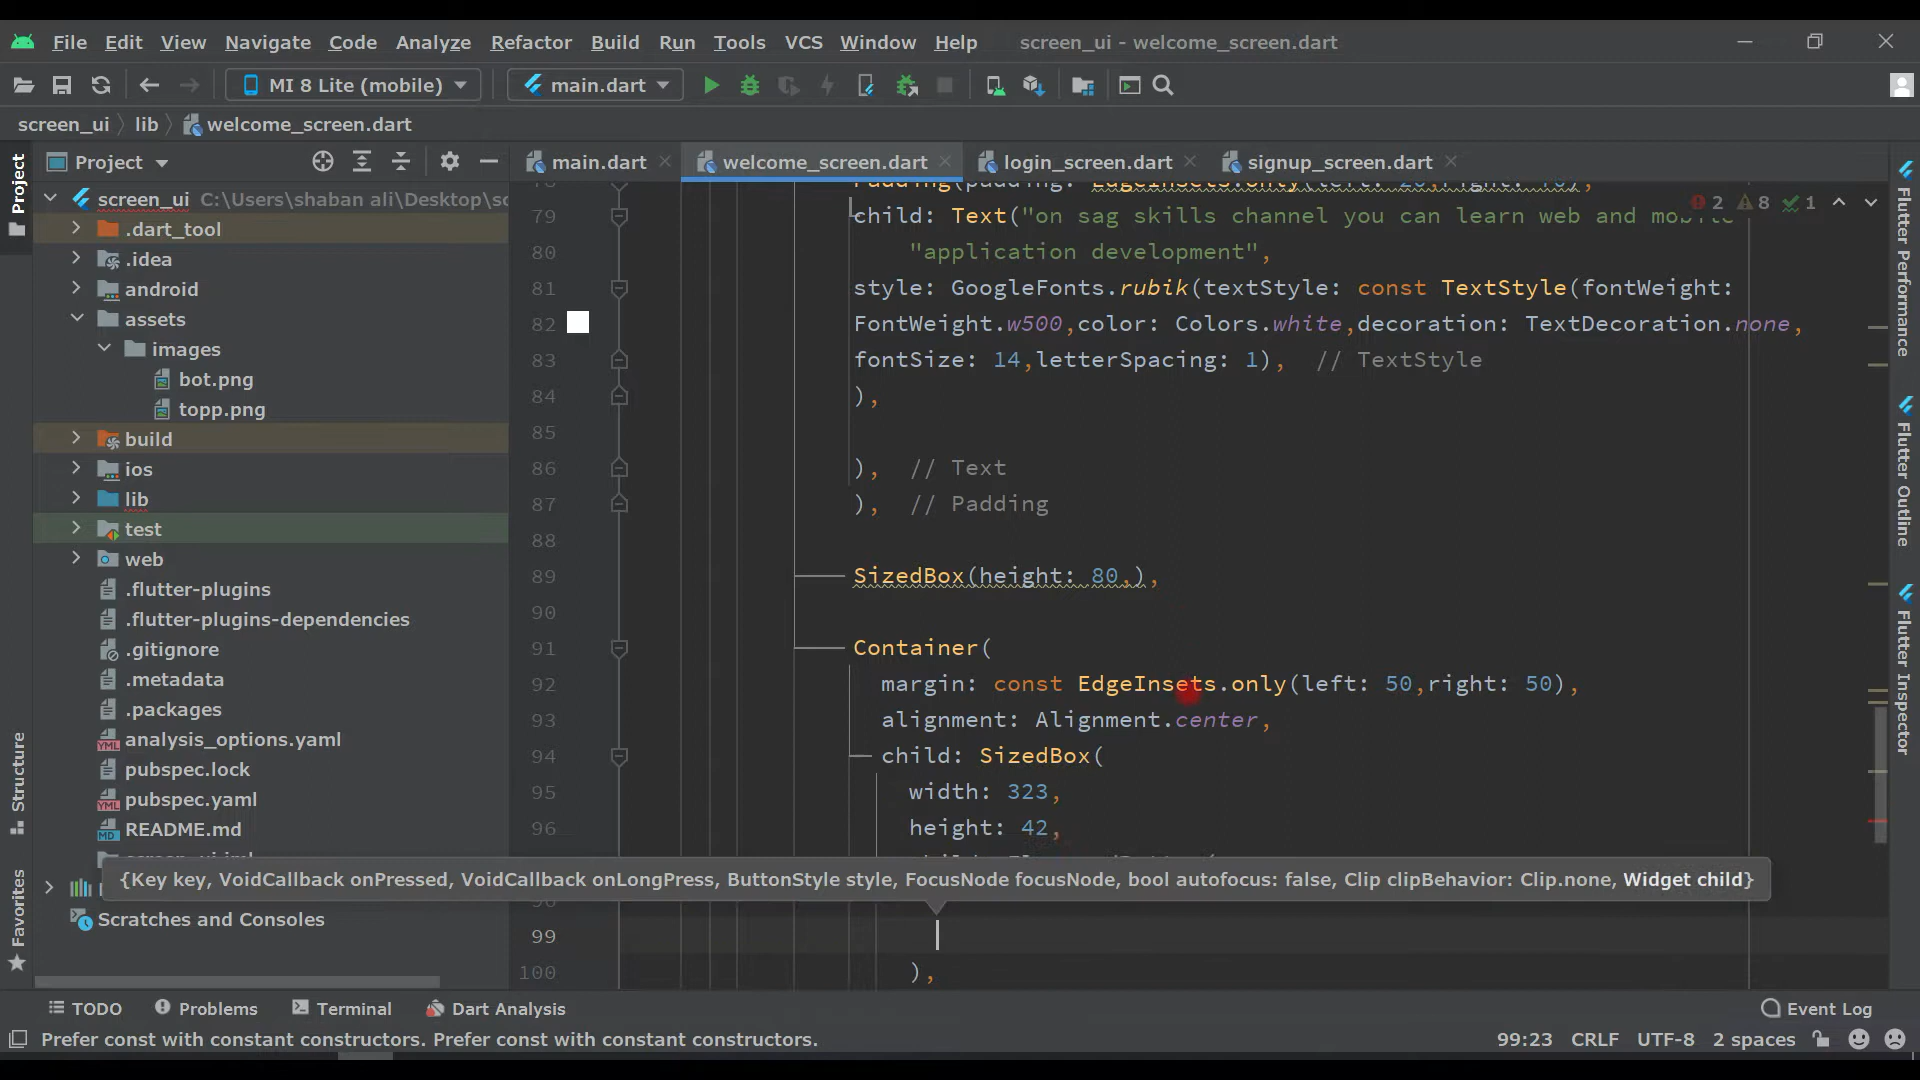 File Edit View Navigate Code Analyze Refactor Build Run Tools VCS Window Help screen_ui - welcome_screen.dart
MI 8 Lite (mobile) main.dart
screen_ui lib welcome_screen.dart
Project main.dart welcome_screen.dart login_screen.dart signup_screen.dart
screen_ui C:\Users\shaban ali\Desktop\sc
.dart_tool
.idea
android
assets
images
bot.png
topp.png
build
ios
lib
test
web
.flutter-plugins
.flutter-plugins-dependencies
.gitignore
.metadata
.packages
analysis_options.yaml
pubspec.lock
pubspec.yaml
README.md
Scratches and Consoles
Project
Structure
Favorites
2 8 1
79 child: Text("on sag skills channel you can learn web and mobile
80 "application development",
81 style: GoogleFonts.rubik(textStyle: const TextStyle(fontWeight:
82 FontWeight.w500,color: Colors.white,decoration: TextDecoration.none,
83 fontSize: 14,letterSpacing: 1), // TextStyle
84 ),
85
86 ), // Text
87 ), // Padding
88
89 SizedBox(height: 80,),
90
91 Container(
92 margin: const EdgeInsets.only(left: 50,right: 50),
93 alignment: Alignment.center,
94 child: SizedBox(
95 width: 323,
96 height: 42,
{Key key, VoidCallback onPressed, VoidCallback onLongPress, ButtonStyle style, FocusNode focusNode, bool autofocus: false, Clip clipBehavior: Clip.none, Widget child}
99
100 ),
Flutter Performance
Flutter Outline
Flutter Inspector
TODO Problems Terminal Dart Analysis Event Log
Prefer const with constant constructors. Prefer const with constant constructors. 99:23 CRLF UTF-8 2 spaces